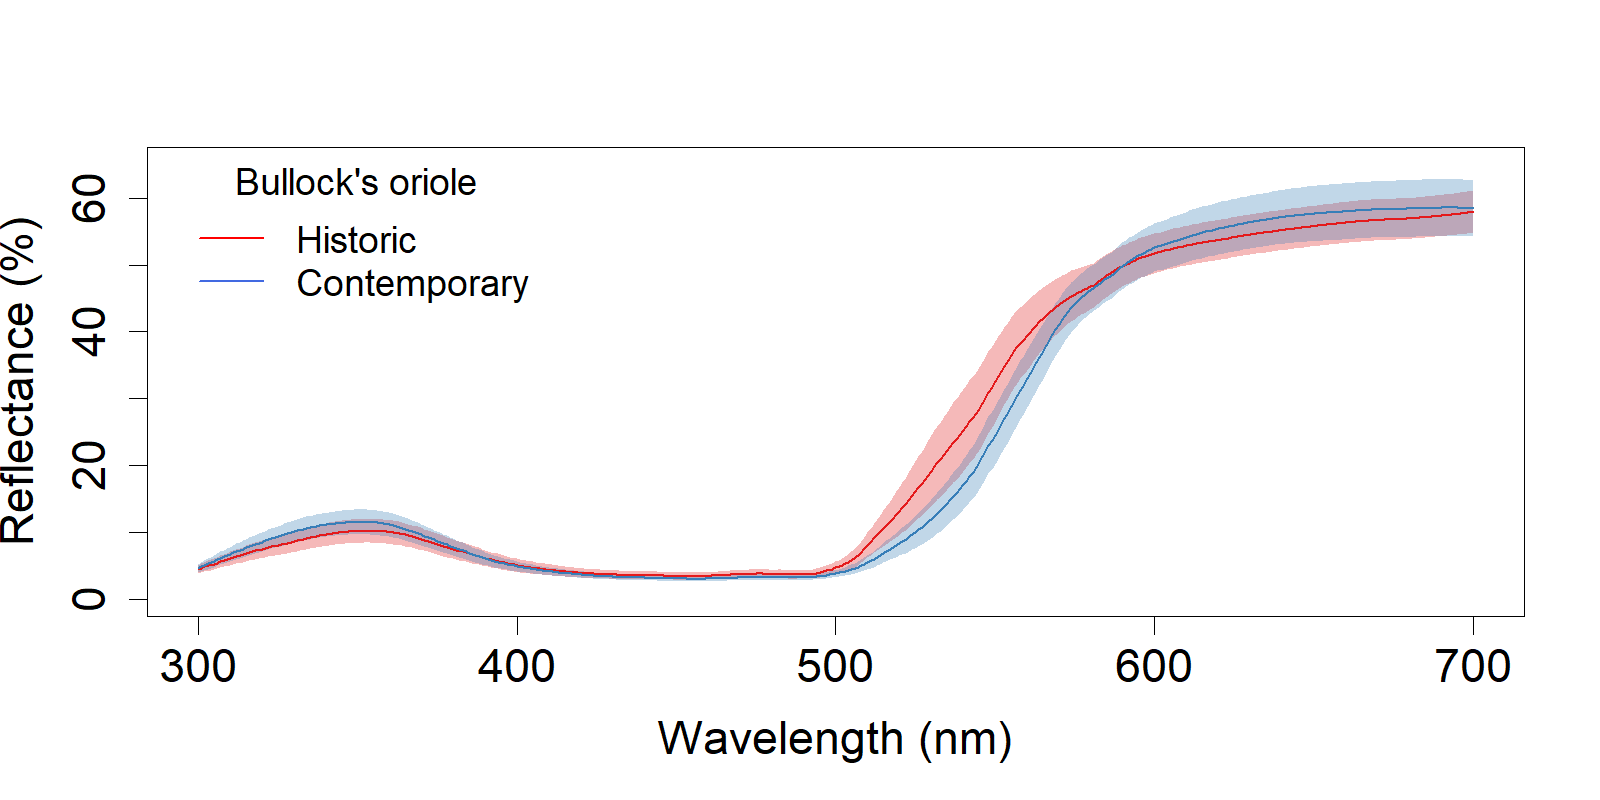 Bullock's oriole
Historic
Contemporary
Reflectance (%)
60
40
20
0
300 400 500 600 700
Wavelength (nm)